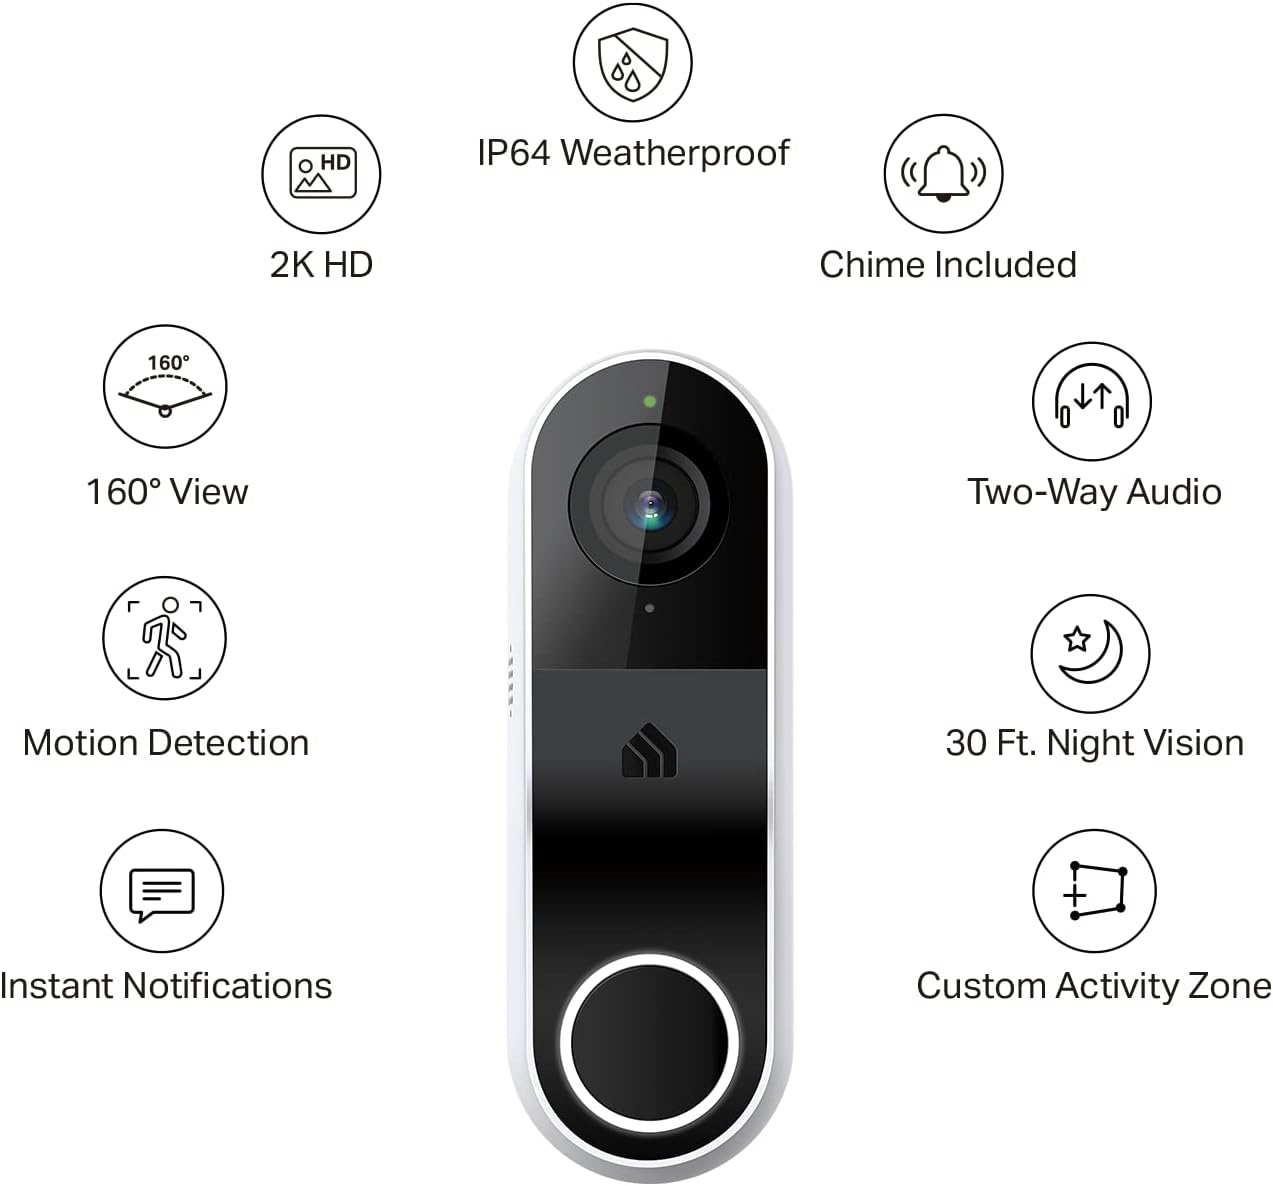 IP64 Weatherproof
HD
2K HD
Chime Included
160°
160° View
Two-Way Audio
Motion Detection
30 Ft. Night Vision
Instant Notifications
Custom Activity Zone